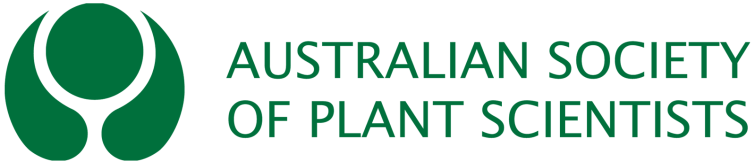 AUSTRALIAN SOCIETY
OF PLANT SCIENTISTS